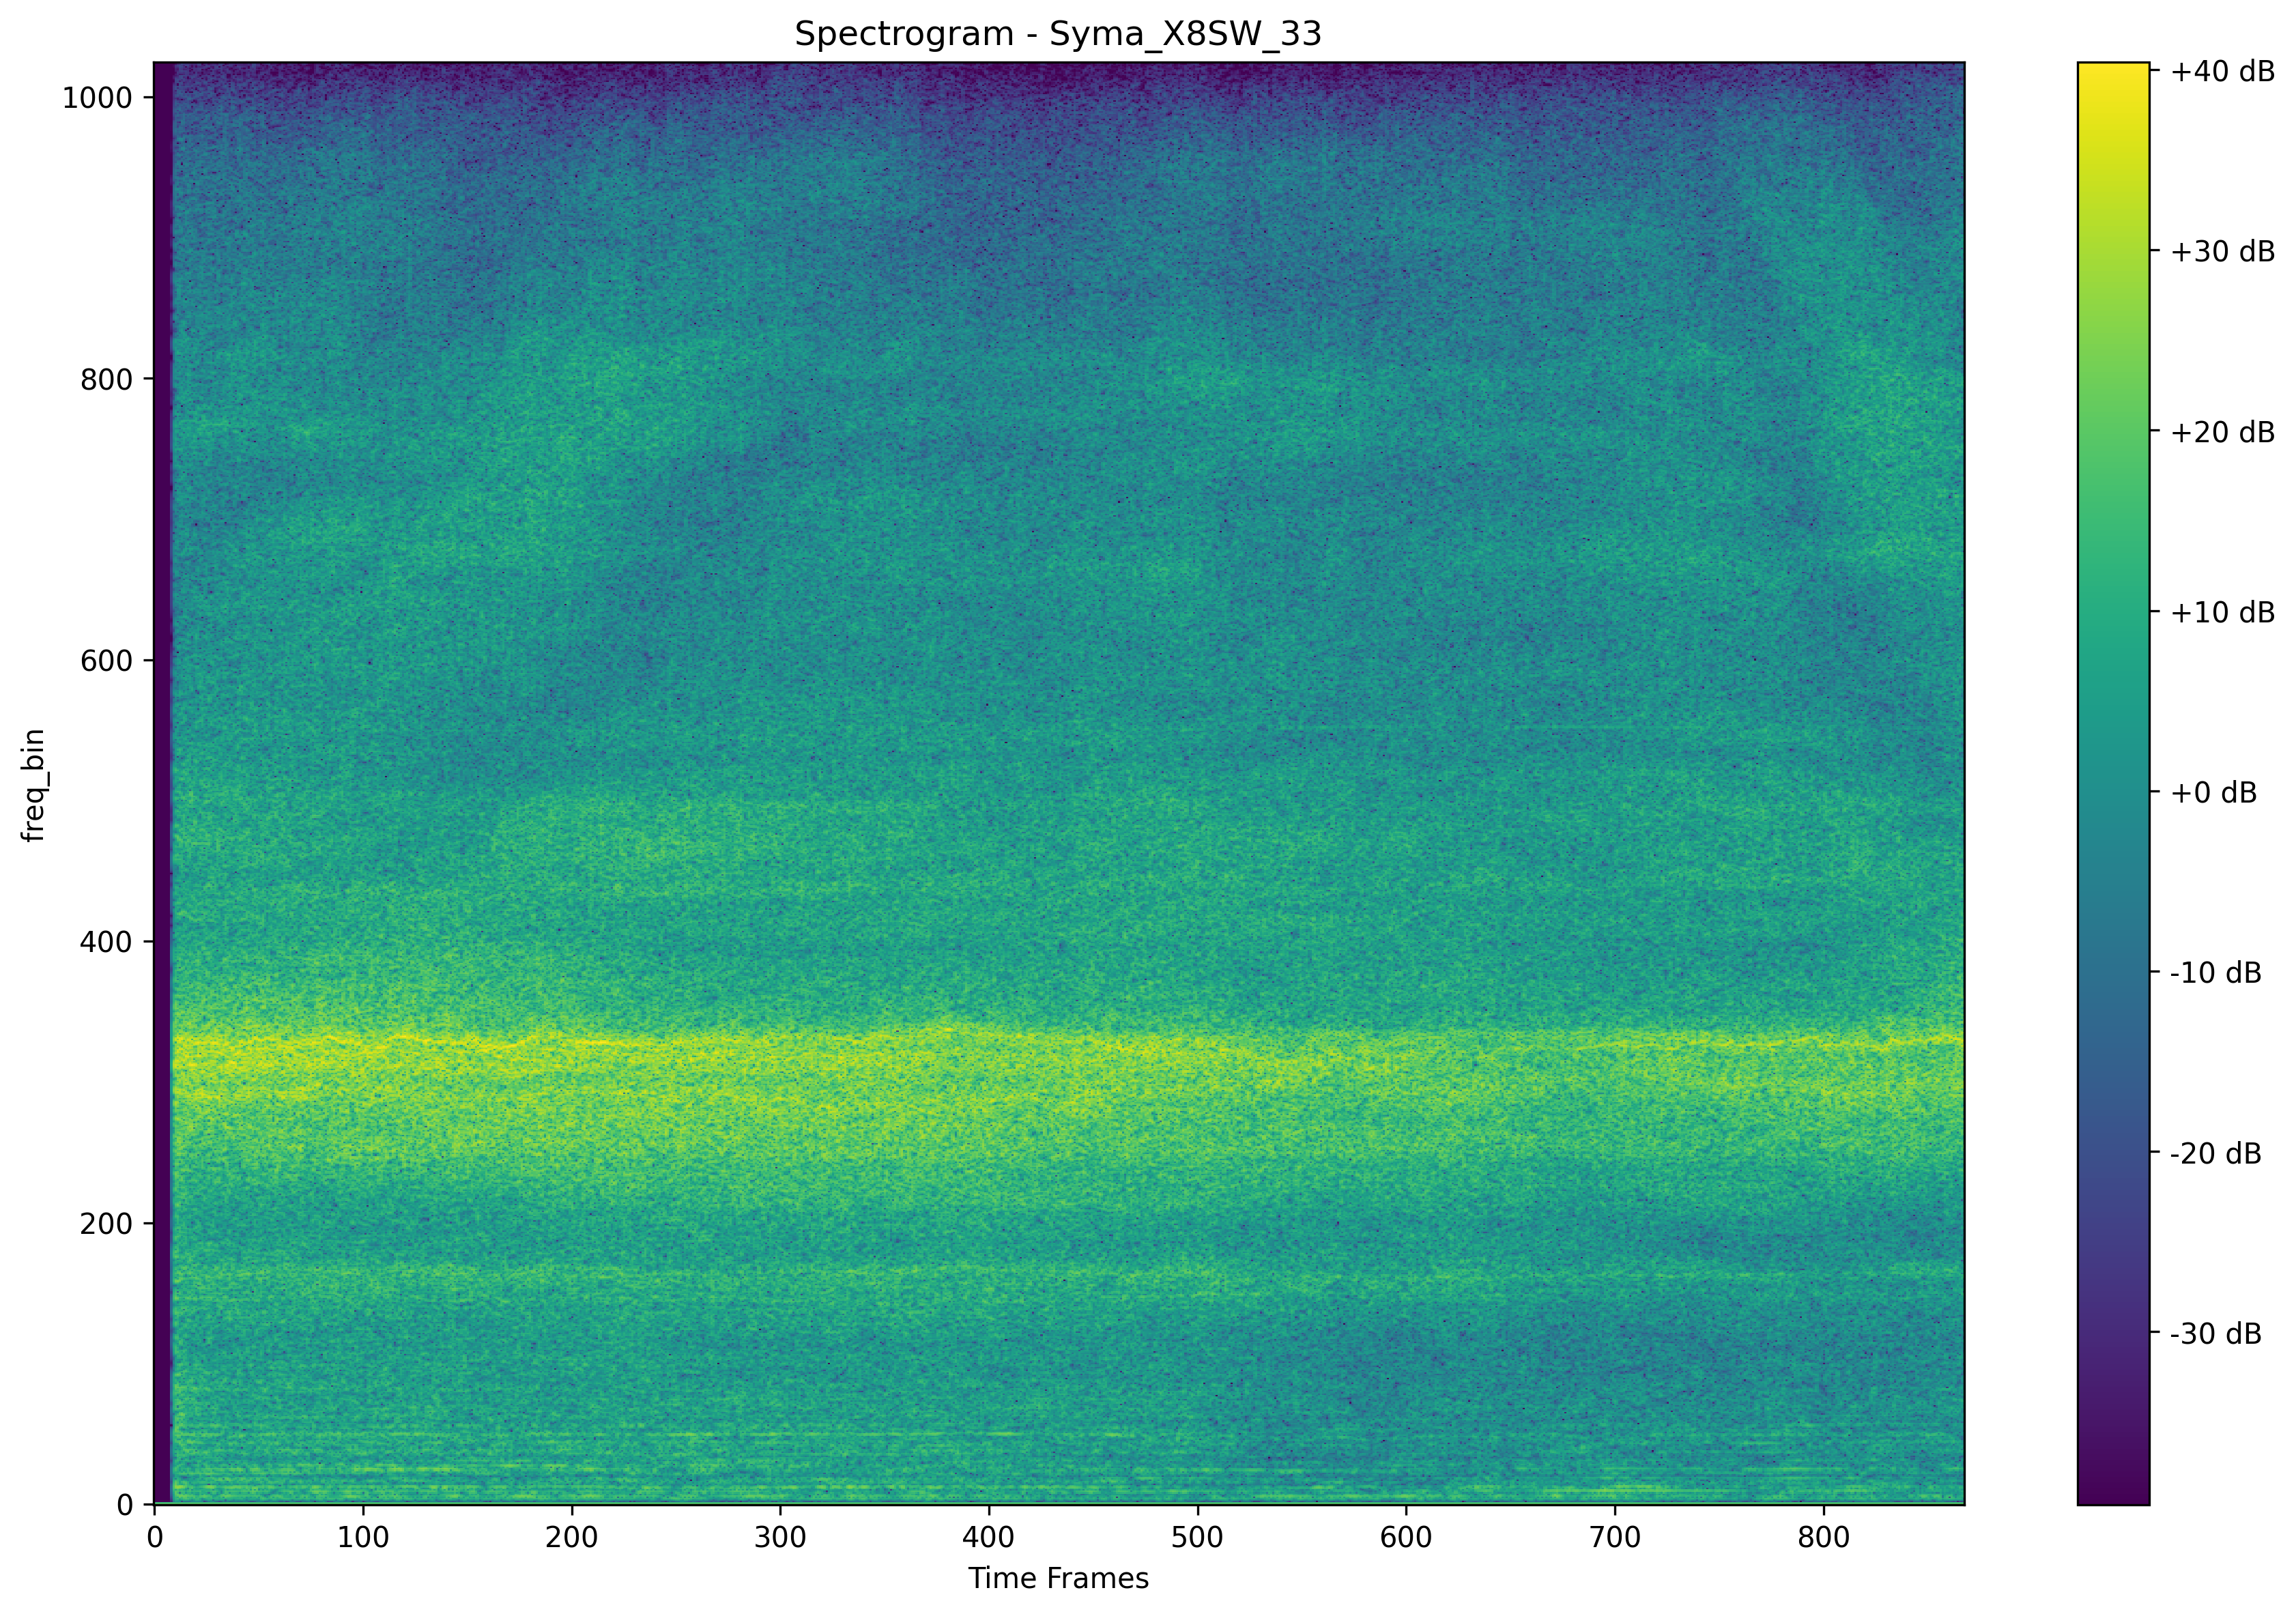 Spectrogram - Syma_X8SW_33
freq_bin
1000
800
600
400
200
0
0 100 200 300 400 500 600 700 800
Time Frames
+40 dB
+30 dB
+20 dB
+10 dB
+0 dB
-10 dB
-20 dB
-30 dB